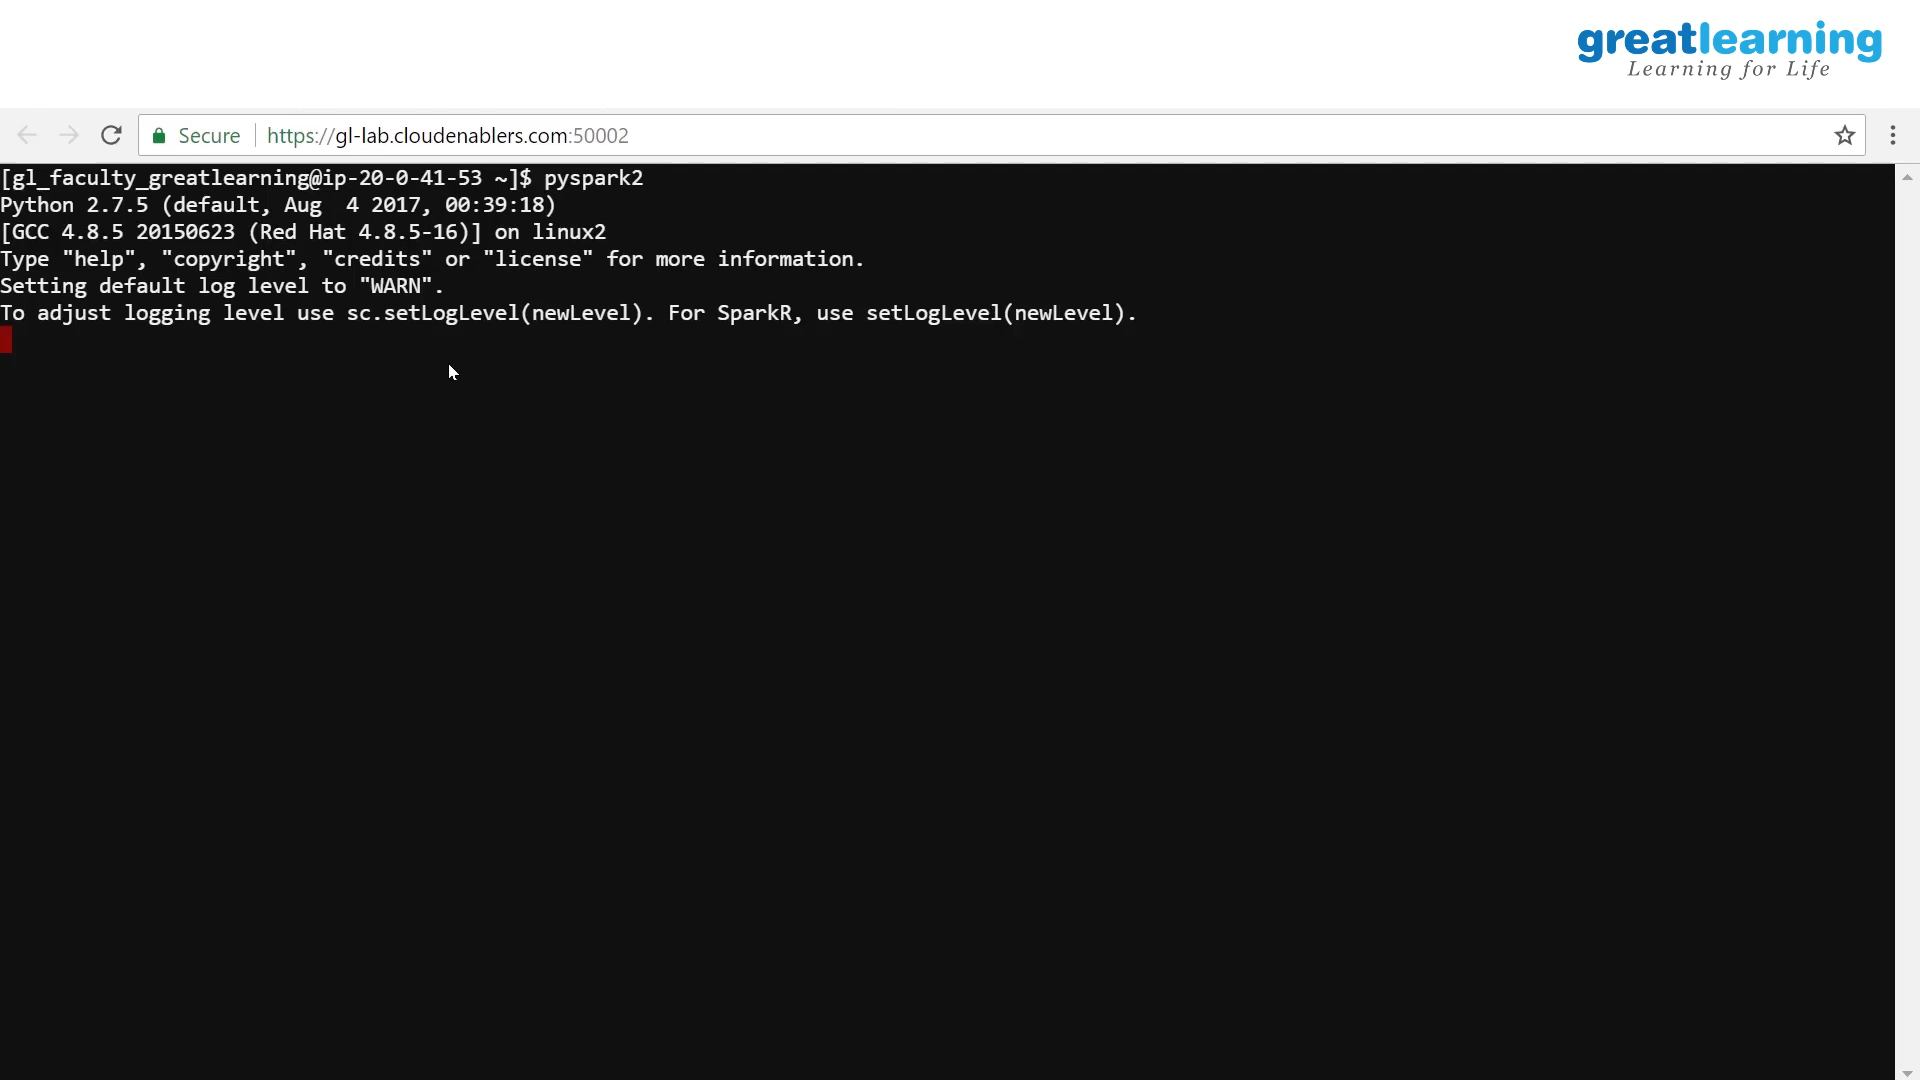 greatlearning
Learning for Life
Secure https://gl-lab.cloudenablers.com:50002
[gl_faculty_greatlearning@ip-20-0-41-53 ~]$ pyspark2
Python 2.7.5 (default, Aug  4 2017, 00:39:18)
[GCC 4.8.5 20150623 (Red Hat 4.8.5-16)] on linux2
Type "help", "copyright", "credits" or "license" for more information.
Setting default log level to "WARN".
To adjust logging level use sc.setLogLevel(newLevel). For SparkR, use setLogLevel(newLevel).